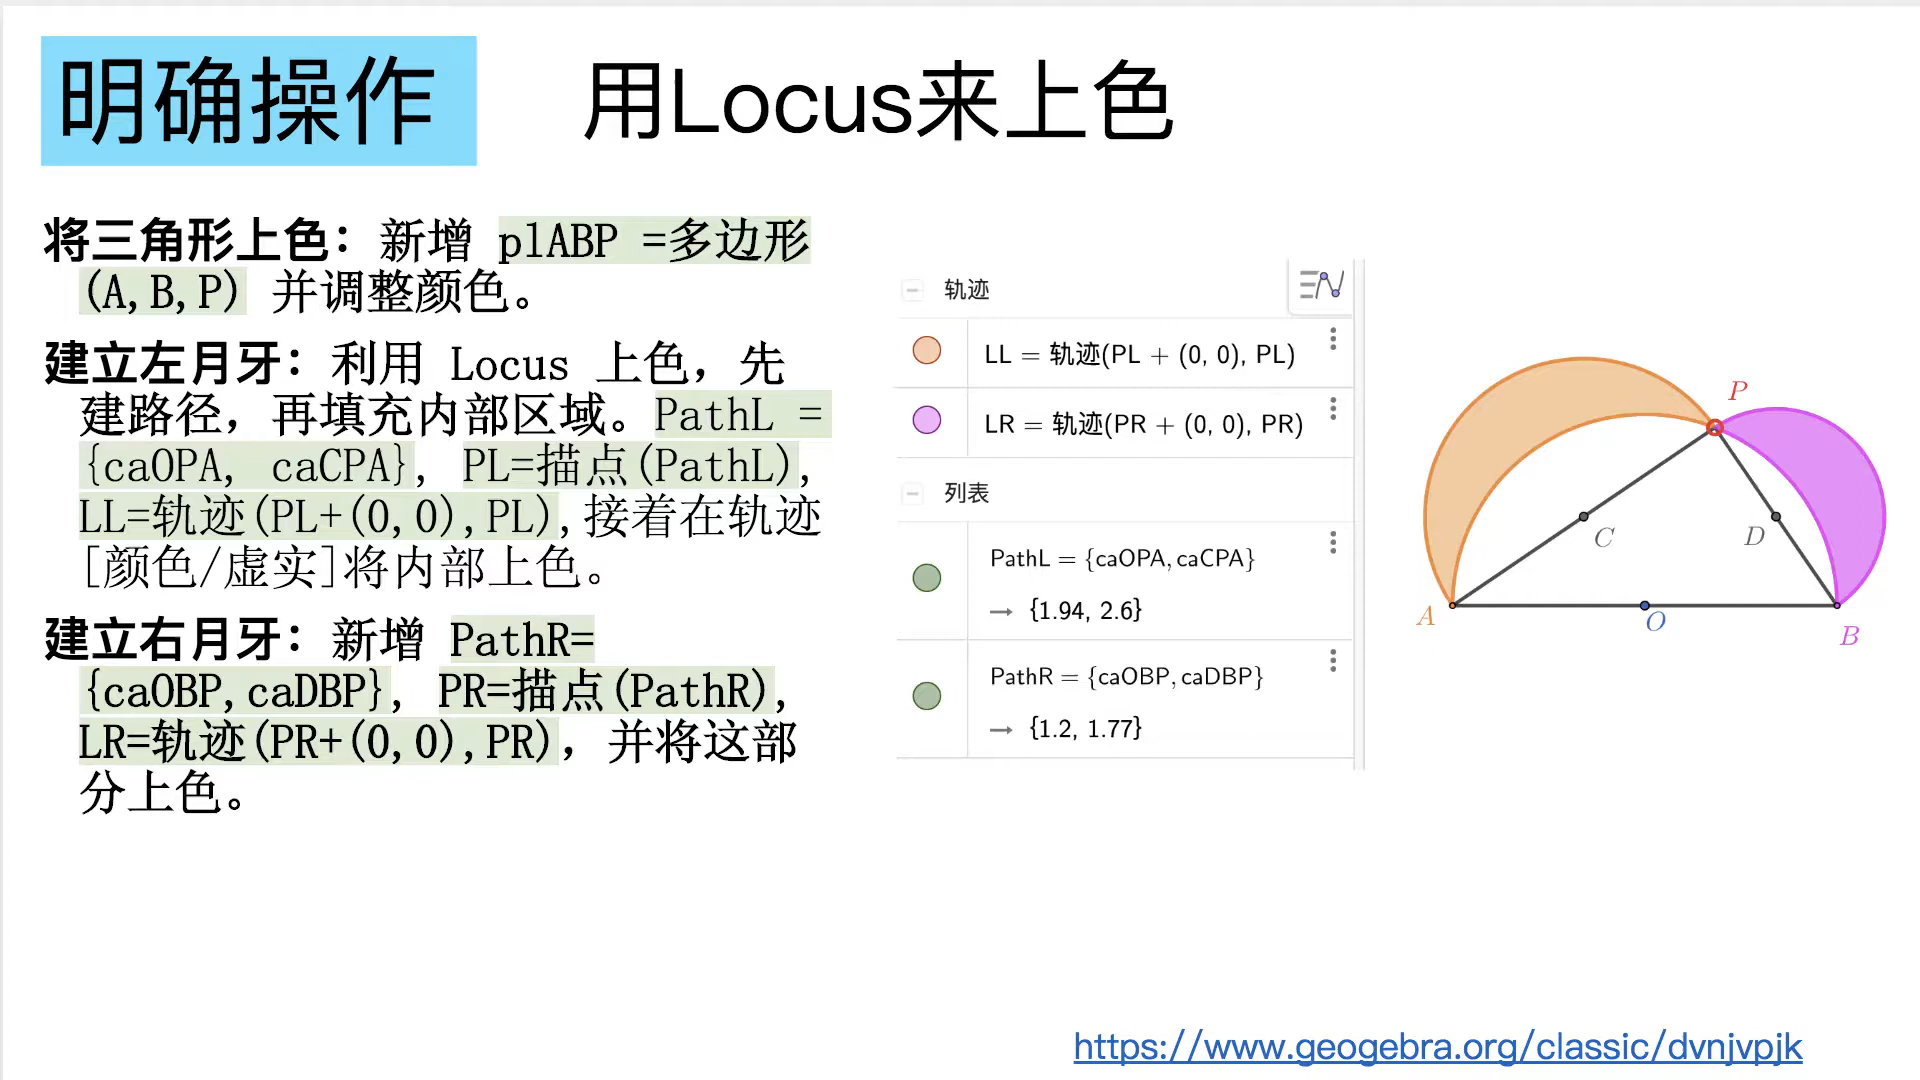 明确操作
用Locus来上色
将三角形上色：新增 plABP =多边形
(A,B,P) 并调整颜色。
建立左月牙：利用 Locus 上色，先
建路径，再填充内部区域。PathL =
{caOPA, caCPA}, PL=描点(PathL),
LL=轨迹(PL+(0,0),PL),接着在轨迹
[颜色/虚实]将内部上色。
建立右月牙：新增 PathR=
{caOBP,caDBP}, PR=描点(PathR),
LR=轨迹(PR+(0,0),PR)，并将这部
分上色。
轨迹
LL = 轨迹(PL + (0, 0), PL)
LR = 轨迹(PR + (0, 0), PR)
列表
PathL = {caOPA, caCPA}
→ {1.94, 2.6}
PathR = {caOBP, caDBP}
→ {1.2, 1.77}
P
C
D
A
O
B
https://www.geogebra.org/classic/dvnjvpjk